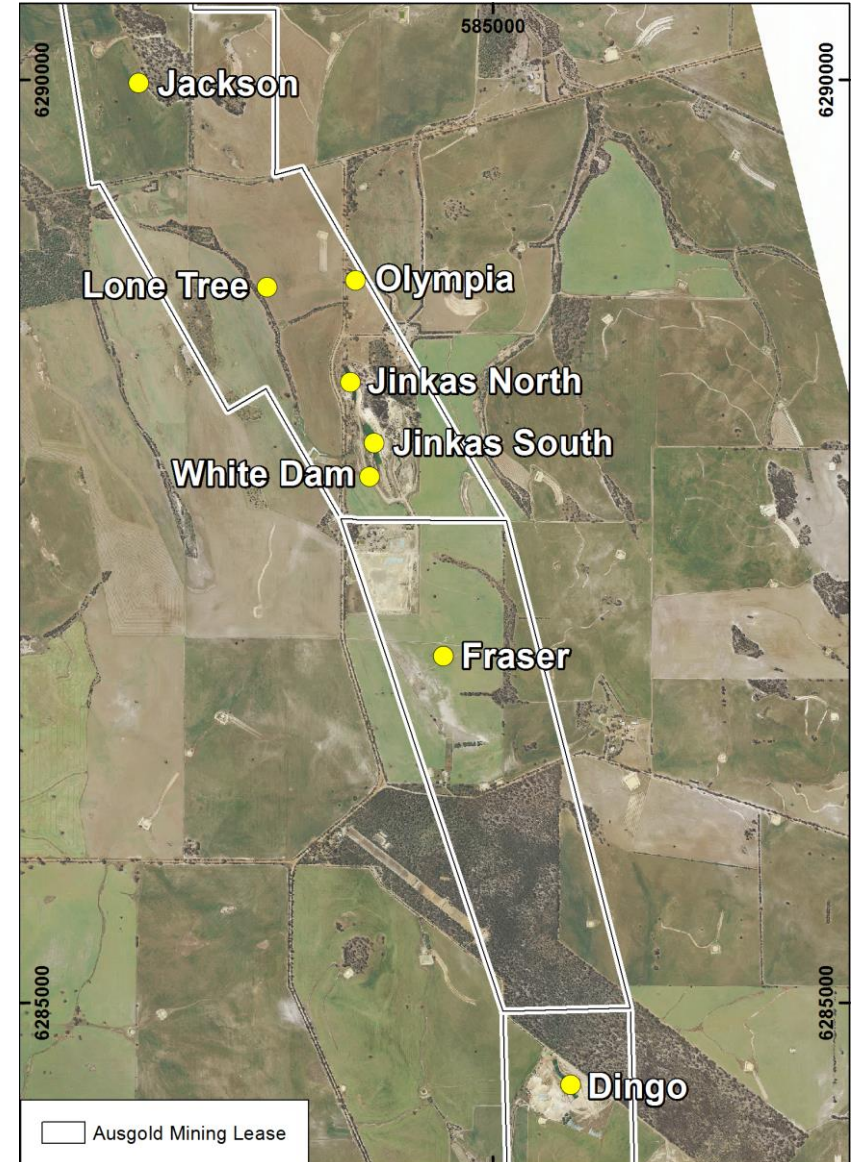 585000
6290000
6290000
Jackson
Lone Tree
Olympia
Jinkas North
Jinkas South
White Dam
Fraser
6285000
6285000
Dingo
Ausgold Mining Lease